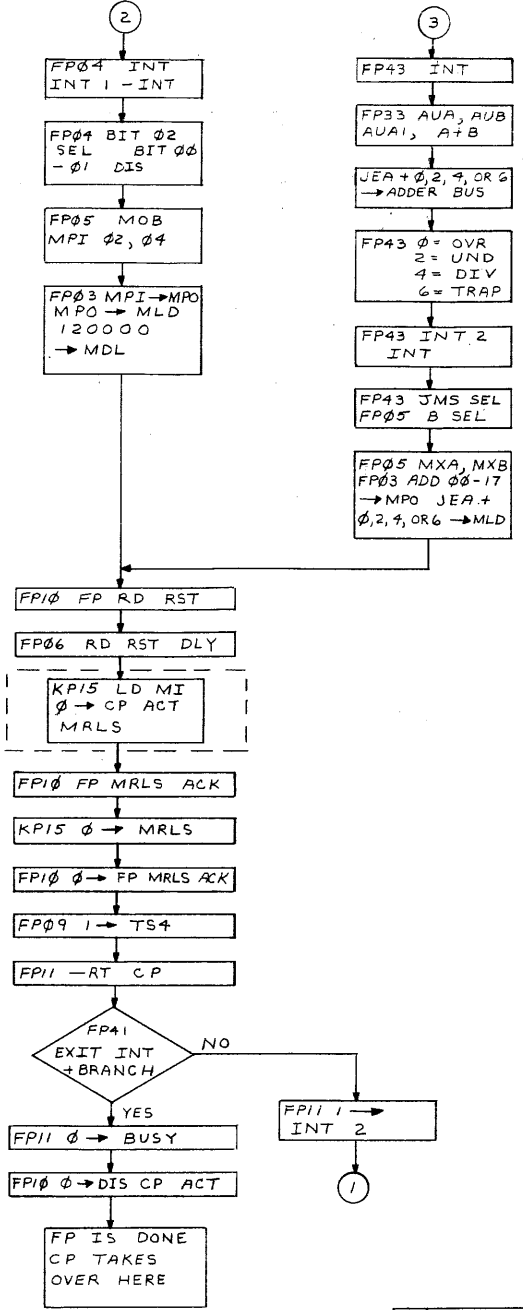 2
FPØ4 INT
INT 1 - INT
FPØ4 BIT Ø2
SEL BIT ØØ
- Ø1 DIS
FPØ5 MOB
MPI Ø2, Ø4
FPØ3 MPI → MPO
MPO → MLD
120000
→ MDL
3
FP43 INT
FP33 AUA, AUB
AUA1, A+B
JEA + Ø, 2, 4, OR 6
→ ADDER BUS
FP43 Ø = OVR
2 = UND
4 = DIV
6 = TRAP
FP43 INT 2
INT
FP43 JMS SEL
FPØ5 B SEL
FPØ5 MXA, MXB
FPØ3 ADD ØØ-17
→ MPO JEA +
Ø, 2, 4, OR 6 → MLD
FP1Ø FP RD RST
FPØ6 RD RST DLY
KP15 LD MI
Ø → CP ACT
MRLS
FP1Ø FP MRLS ACK
KP15 Ø → MRLS
FP1Ø Ø → FP MRLS ACK
FPØ9 1 → TS4
FP11 - RT CP
FP41
EXIT INT
+ BRANCH
NO
YES
FP11 Ø → BUSY
FP1Ø Ø → DIS CP ACT
FP IS DONE
CP TAKES
OVER HERE
FP11 1 →
INT 2
1